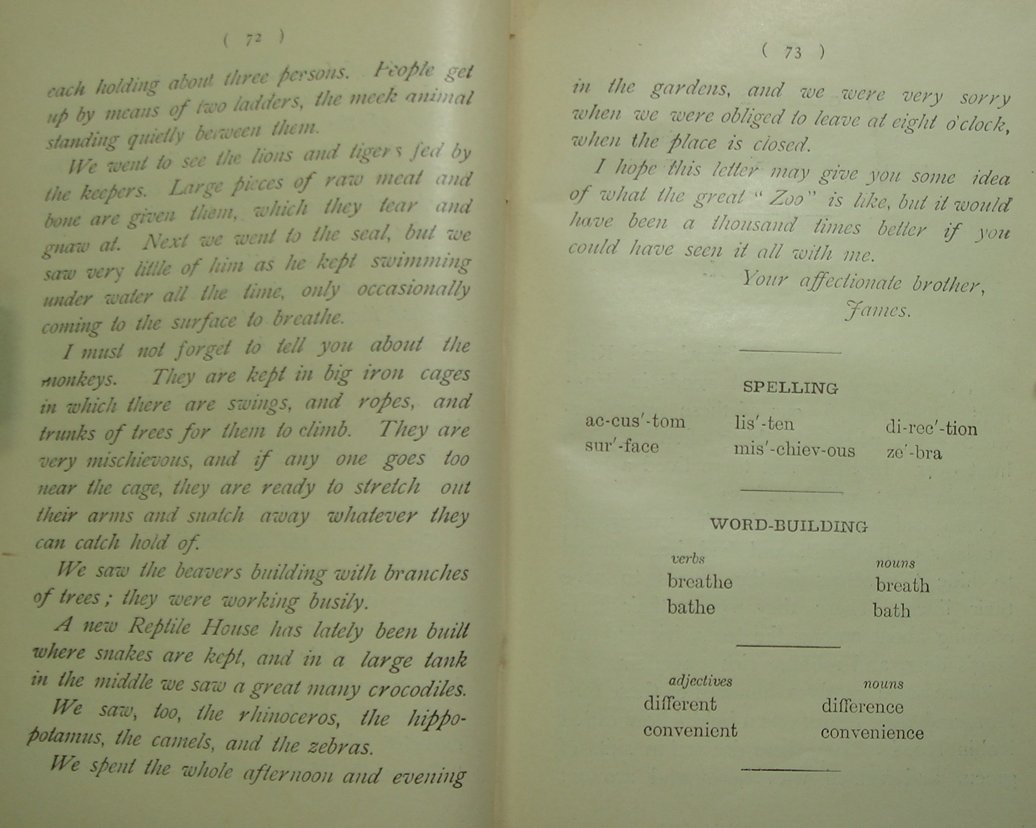 ( 72 )
each holding about three persons. People get
up by means of two ladders, the meek animal
standing quietly between them.
We went to see the lions and tigers fed by
the keepers. Large pieces of raw meat and
bone are given them, which they tear and
gnaw at. Next we went to the seal, but we
saw very little of him as he kept swimming
under water all the time, only occasionally
coming to the surface to breathe.
I must not forget to tell you about the
monkeys. They are kept in big iron cages
in which there are swings, and ropes, and
trunks of trees for them to climb. They are
very mischievous, and if any one goes too
near the cage, they are ready to stretch out
their arms and snatch away whatever they
can catch hold of.
We saw the beavers building with branches
of trees; they were working busily.
A new Reptile House has lately been built
where snakes are kept, and in a large tank
in the middle we saw a great many crocodiles.
We saw, too, the rhinoceros, the hippo-
potamus, the camels, and the zebras.
We spent the whole afternoon and evening
( 73 )
in the gardens, and we were very sorry
when we were obliged to leave at eight o'clock,
when the place is closed.
I hope this letter may give you some idea
of what the great "Zoo" is like, but it would
have been a thousand times better if you
could have seen it all with me.
Your affectionate brother,
James.
SPELLING
ac-cus′-tom lis′-ten di-rec′-tion
sur′-face mis′-chiev-ous ze′-bra
WORD-BUILDING
verbs nouns
breathe breath
bathe bath
adjectives nouns
different difference
convenient convenience